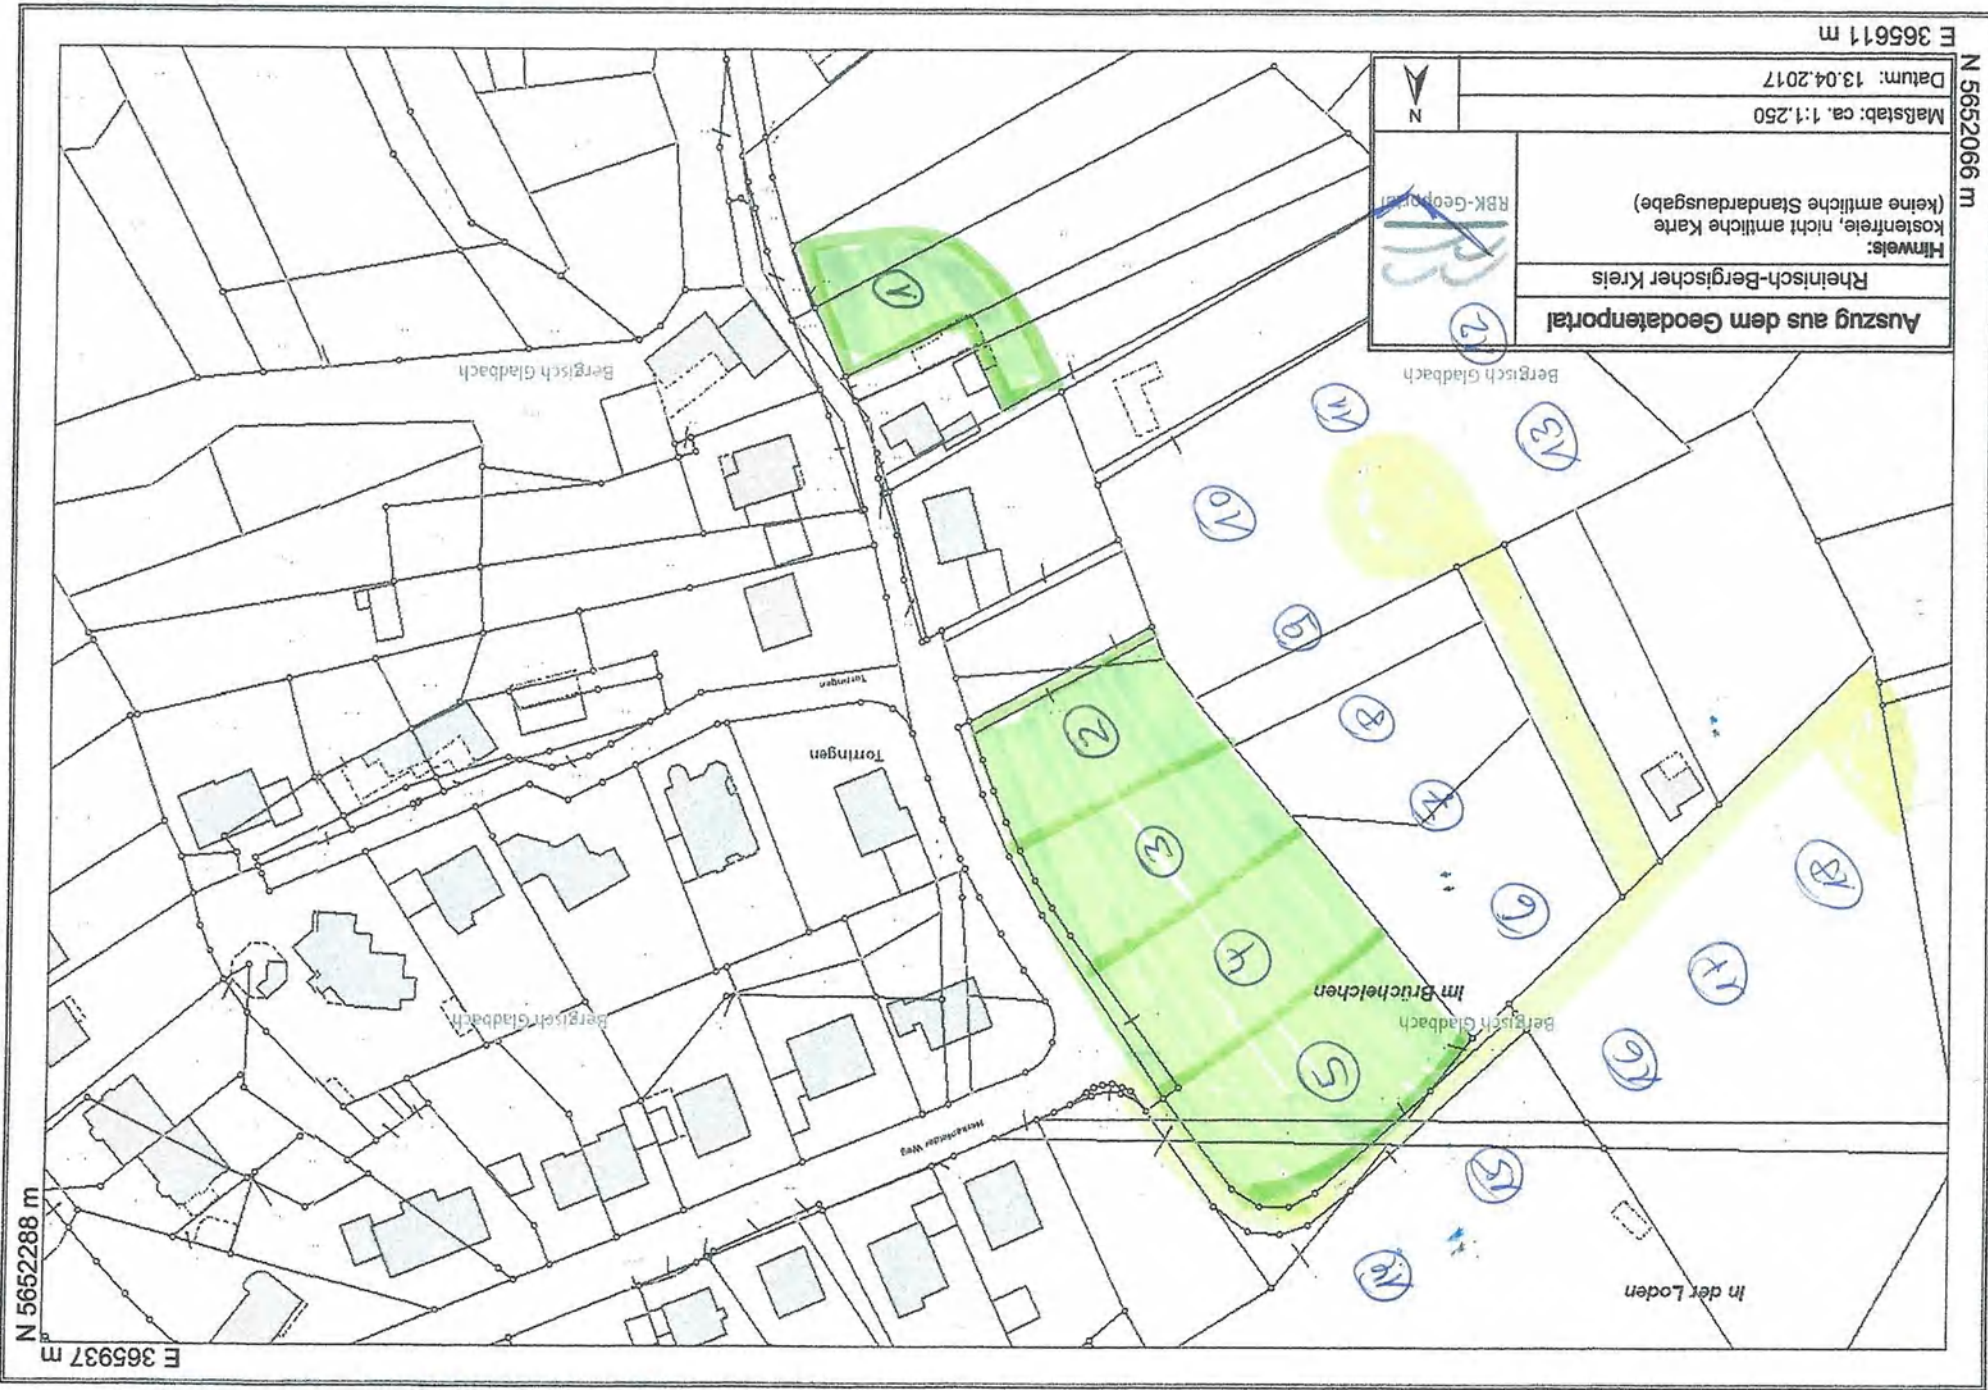 E 365611 m
N 5652066 m
Auszug aus dem Geodatenportal
Rheinisch-Bergischer Kreis
Hinweis:
kostenfreie, nicht amtliche Karte
(keine amtliche Standardausgabe)
RBK-Geoportal
Maßstab: ca. 1:1.250
Datum: 13.04.2017
N
In der Loden
Herkenfelder Weg
Im Brüchelchen
Bergisch Gladbach
Bergisch Gladbach
Torringen
Torringen
Bergisch Gladbach
Bergisch Gladbach
1
2
3
4
5
6
7
8
9
10
11
12
13
14
15
16
17
18
E 365937 m
N 5652288 m